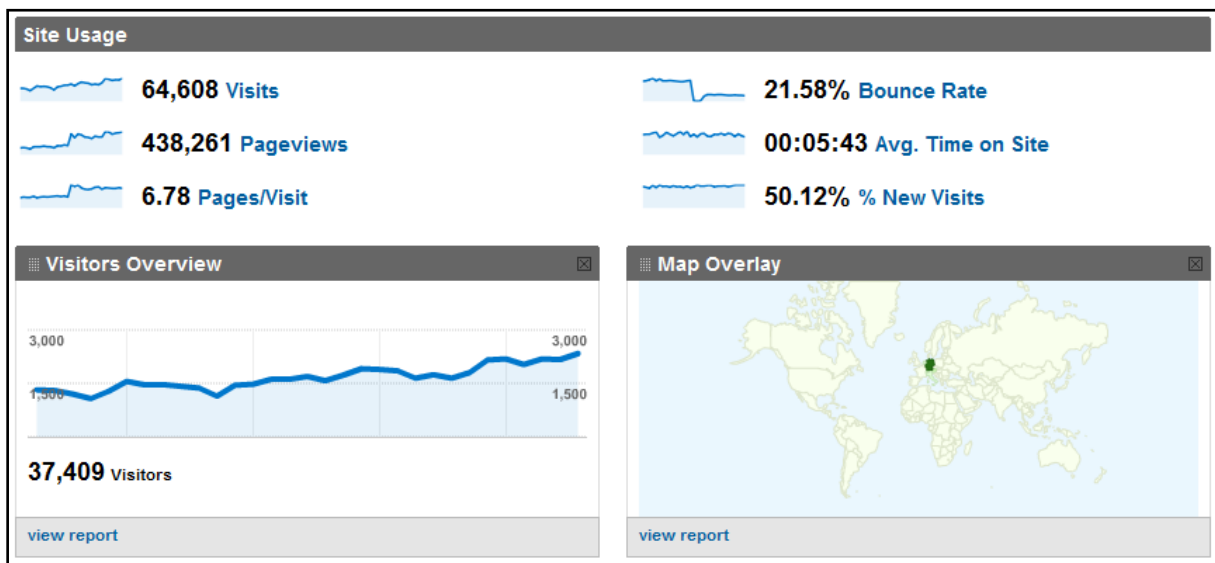 Site Usage
64,608 Visits
21.58% Bounce Rate
438,261 Pageviews
00:05:43 Avg. Time on Site
6.78 Pages/Visit
50.12% % New Visits
Visitors Overview
3,000
3,000
1,500
1,500
37,409 Visitors
view report
Map Overlay
view report